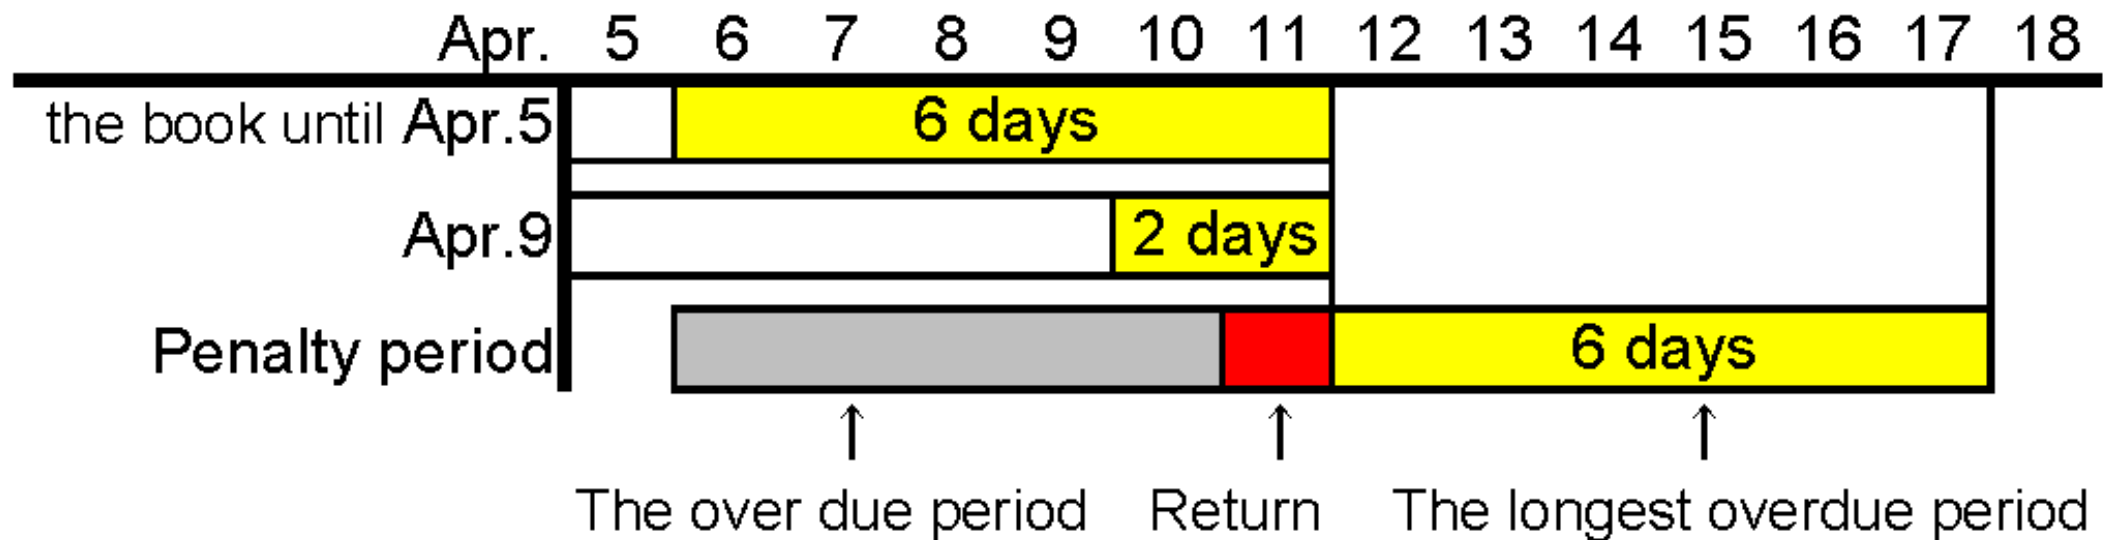 Apr. 5 6 7 8 9 10 11 12 13 14 15 16 17 18
the book until Apr.5 6 days
Apr.9 2 days
Penalty period 6 days
↑ ↑ ↑
The over due period Return The longest overdue period